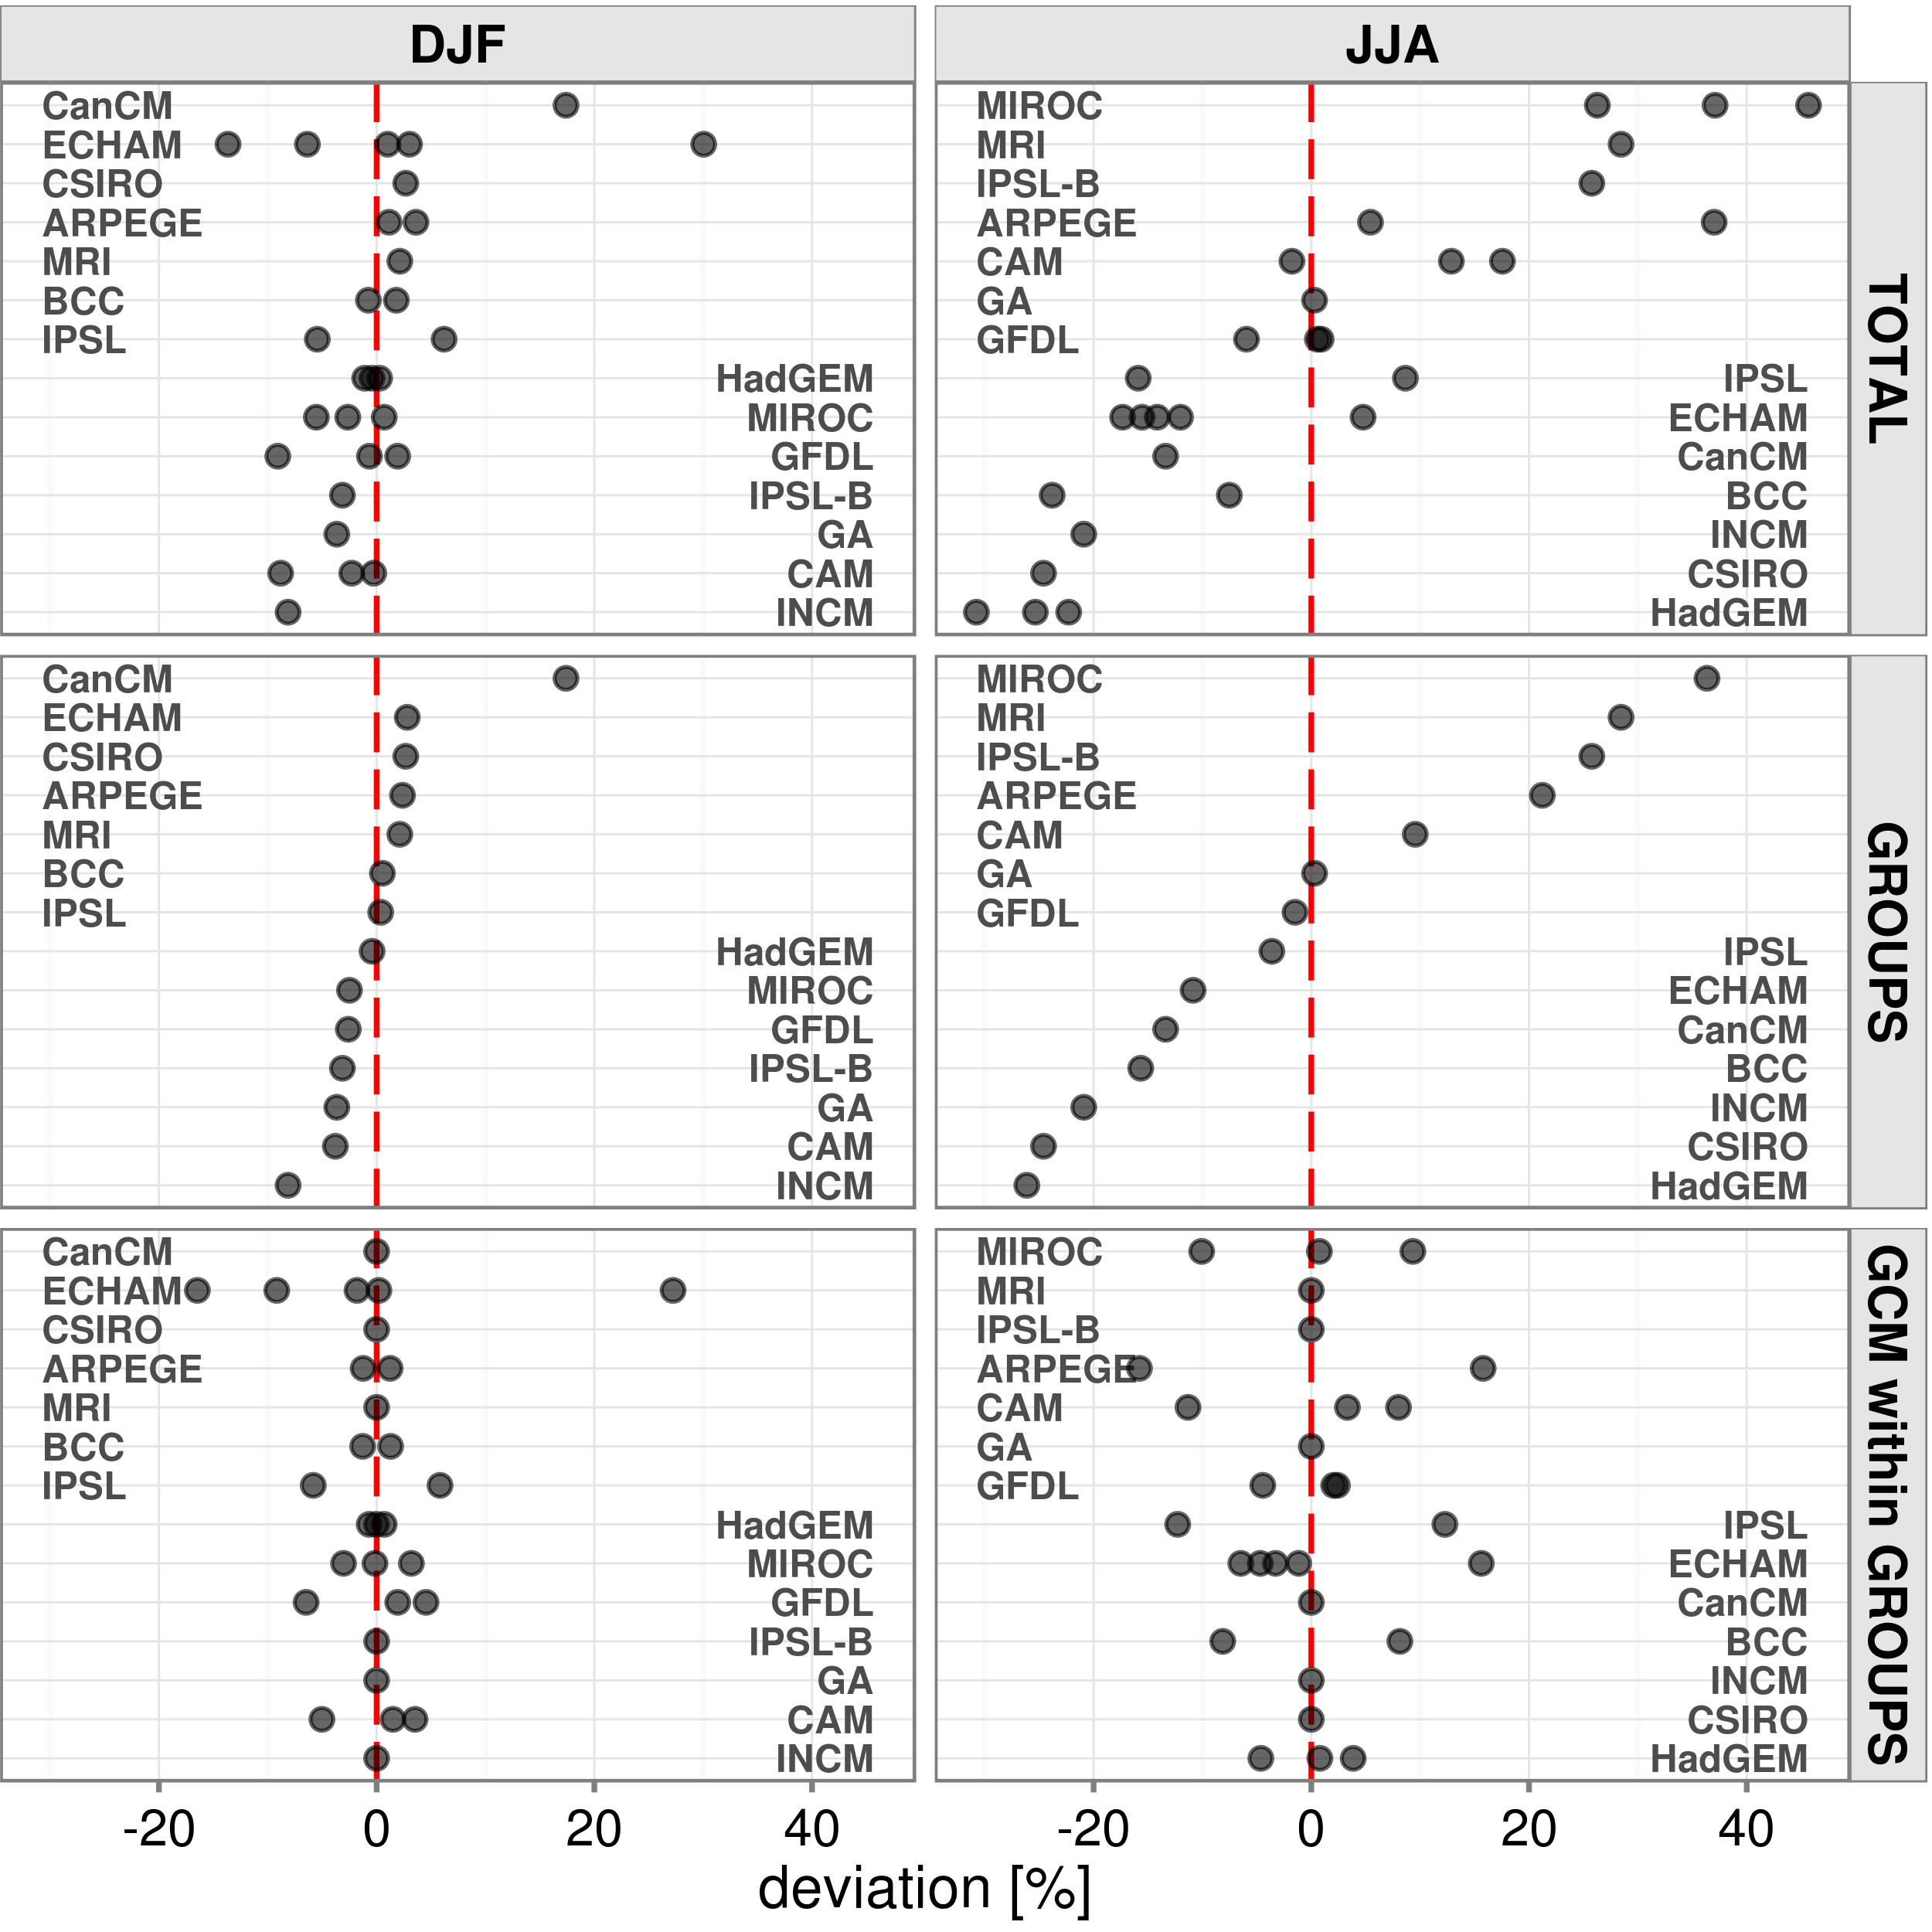 DJF
JJA
CanCM
ECHAM
CSIRO
ARPEGE
MRI
BCC
IPSL
HadGEM
MIROC
GFDL
IPSL-B
GA
CAM
INCM
MIROC
MRI
IPSL-B
ARPEGE
CAM
GA
GFDL
IPSL
ECHAM
CanCM
BCC
INCM
CSIRO
HadGEM
TOTAL
CanCM
ECHAM
CSIRO
ARPEGE
MRI
BCC
IPSL
HadGEM
MIROC
GFDL
IPSL-B
GA
CAM
INCM
MIROC
MRI
IPSL-B
ARPEGE
CAM
GA
GFDL
IPSL
ECHAM
CanCM
BCC
INCM
CSIRO
HadGEM
GROUPS
CanCM
ECHAM
CSIRO
ARPEGE
MRI
BCC
IPSL
HadGEM
MIROC
GFDL
IPSL-B
GA
CAM
INCM
MIROC
MRI
IPSL-B
ARPEGE
CAM
GA
GFDL
IPSL
ECHAM
CanCM
BCC
INCM
CSIRO
HadGEM
GCM within GROUPS
-20 0 20 40
-20 0 20 40
deviation [%]